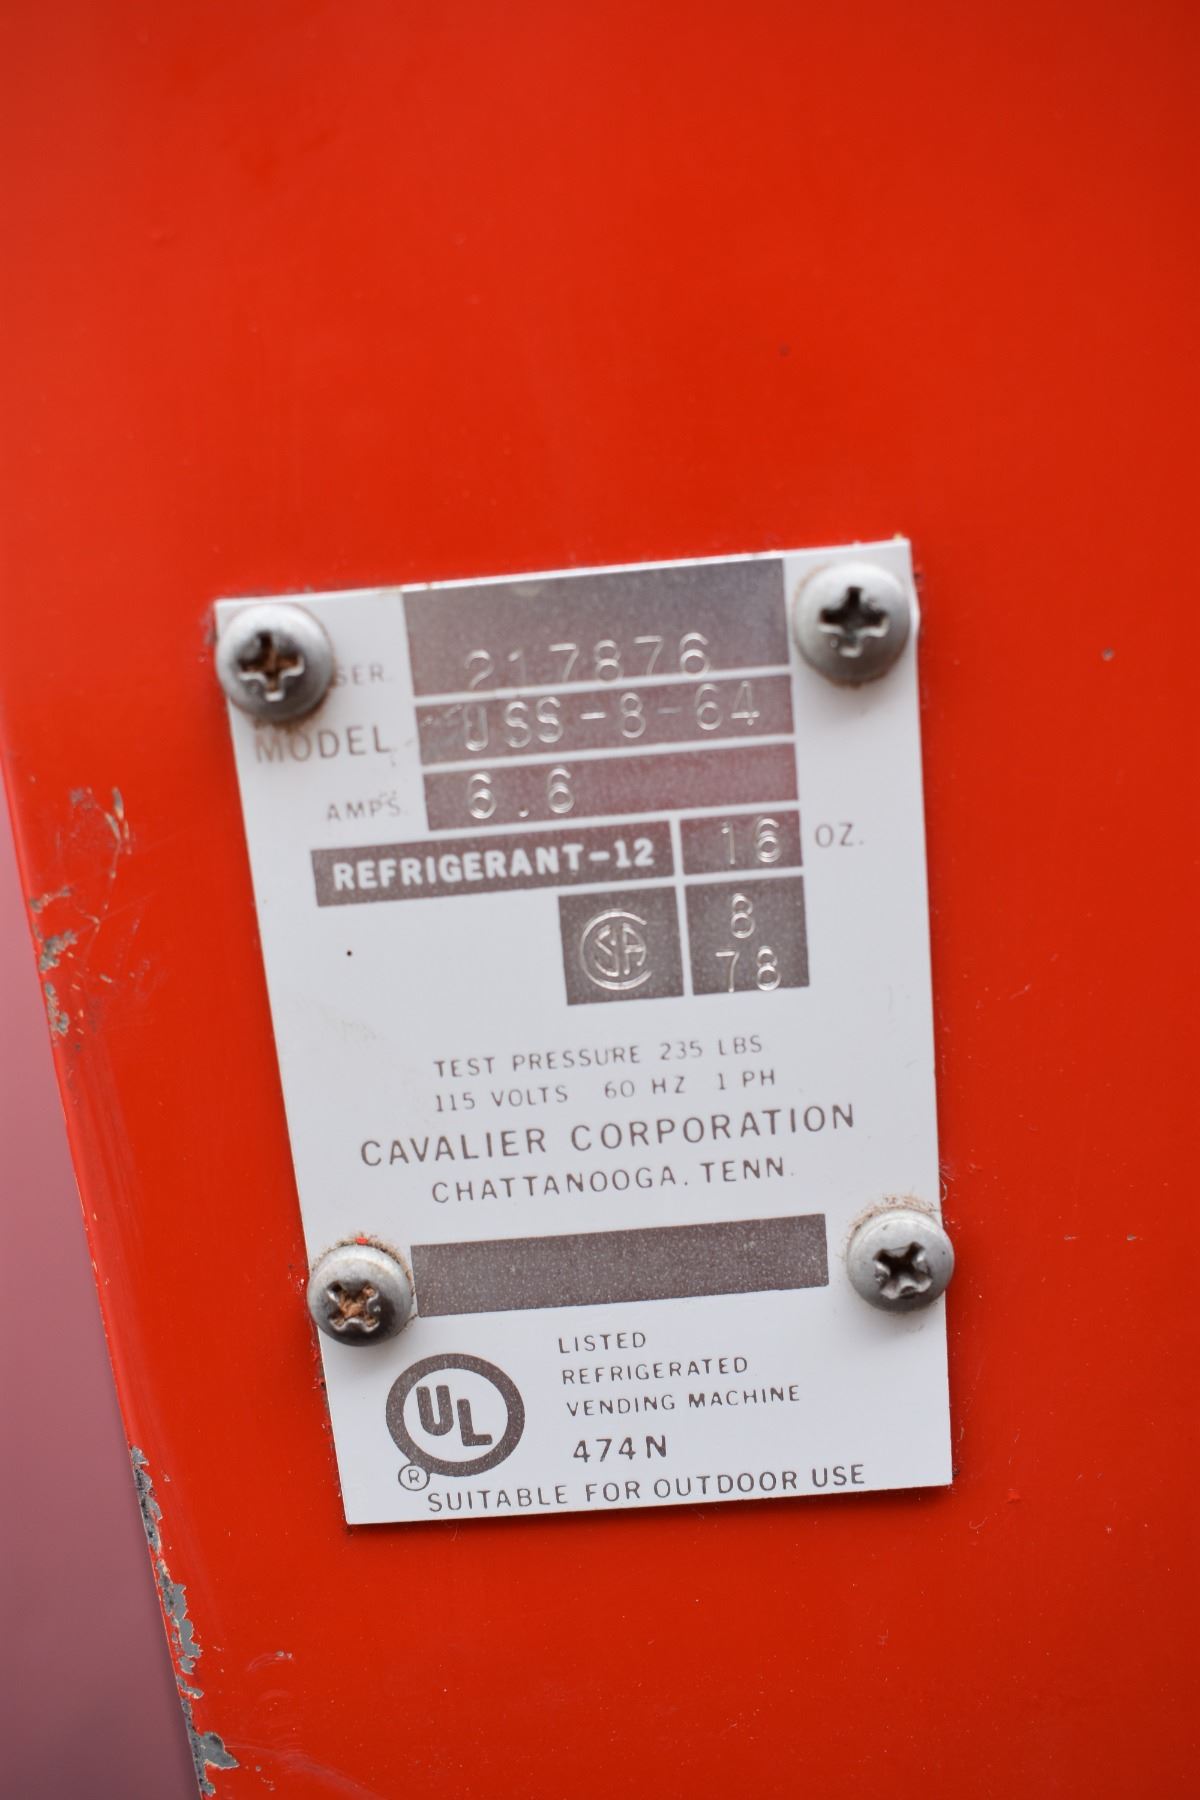 SER. 217876
MODEL USS-8-64
AMPS. 6.6
REFRIGERANT-12 16 OZ.
CSA 8
78
TEST PRESSURE 235 LBS
115 VOLTS 60 HZ 1 PH
CAVALIER CORPORATION
CHATTANOOGA, TENN.
LISTED
REFRIGERATED
VENDING MACHINE
UL ® 474N
SUITABLE FOR OUTDOOR USE